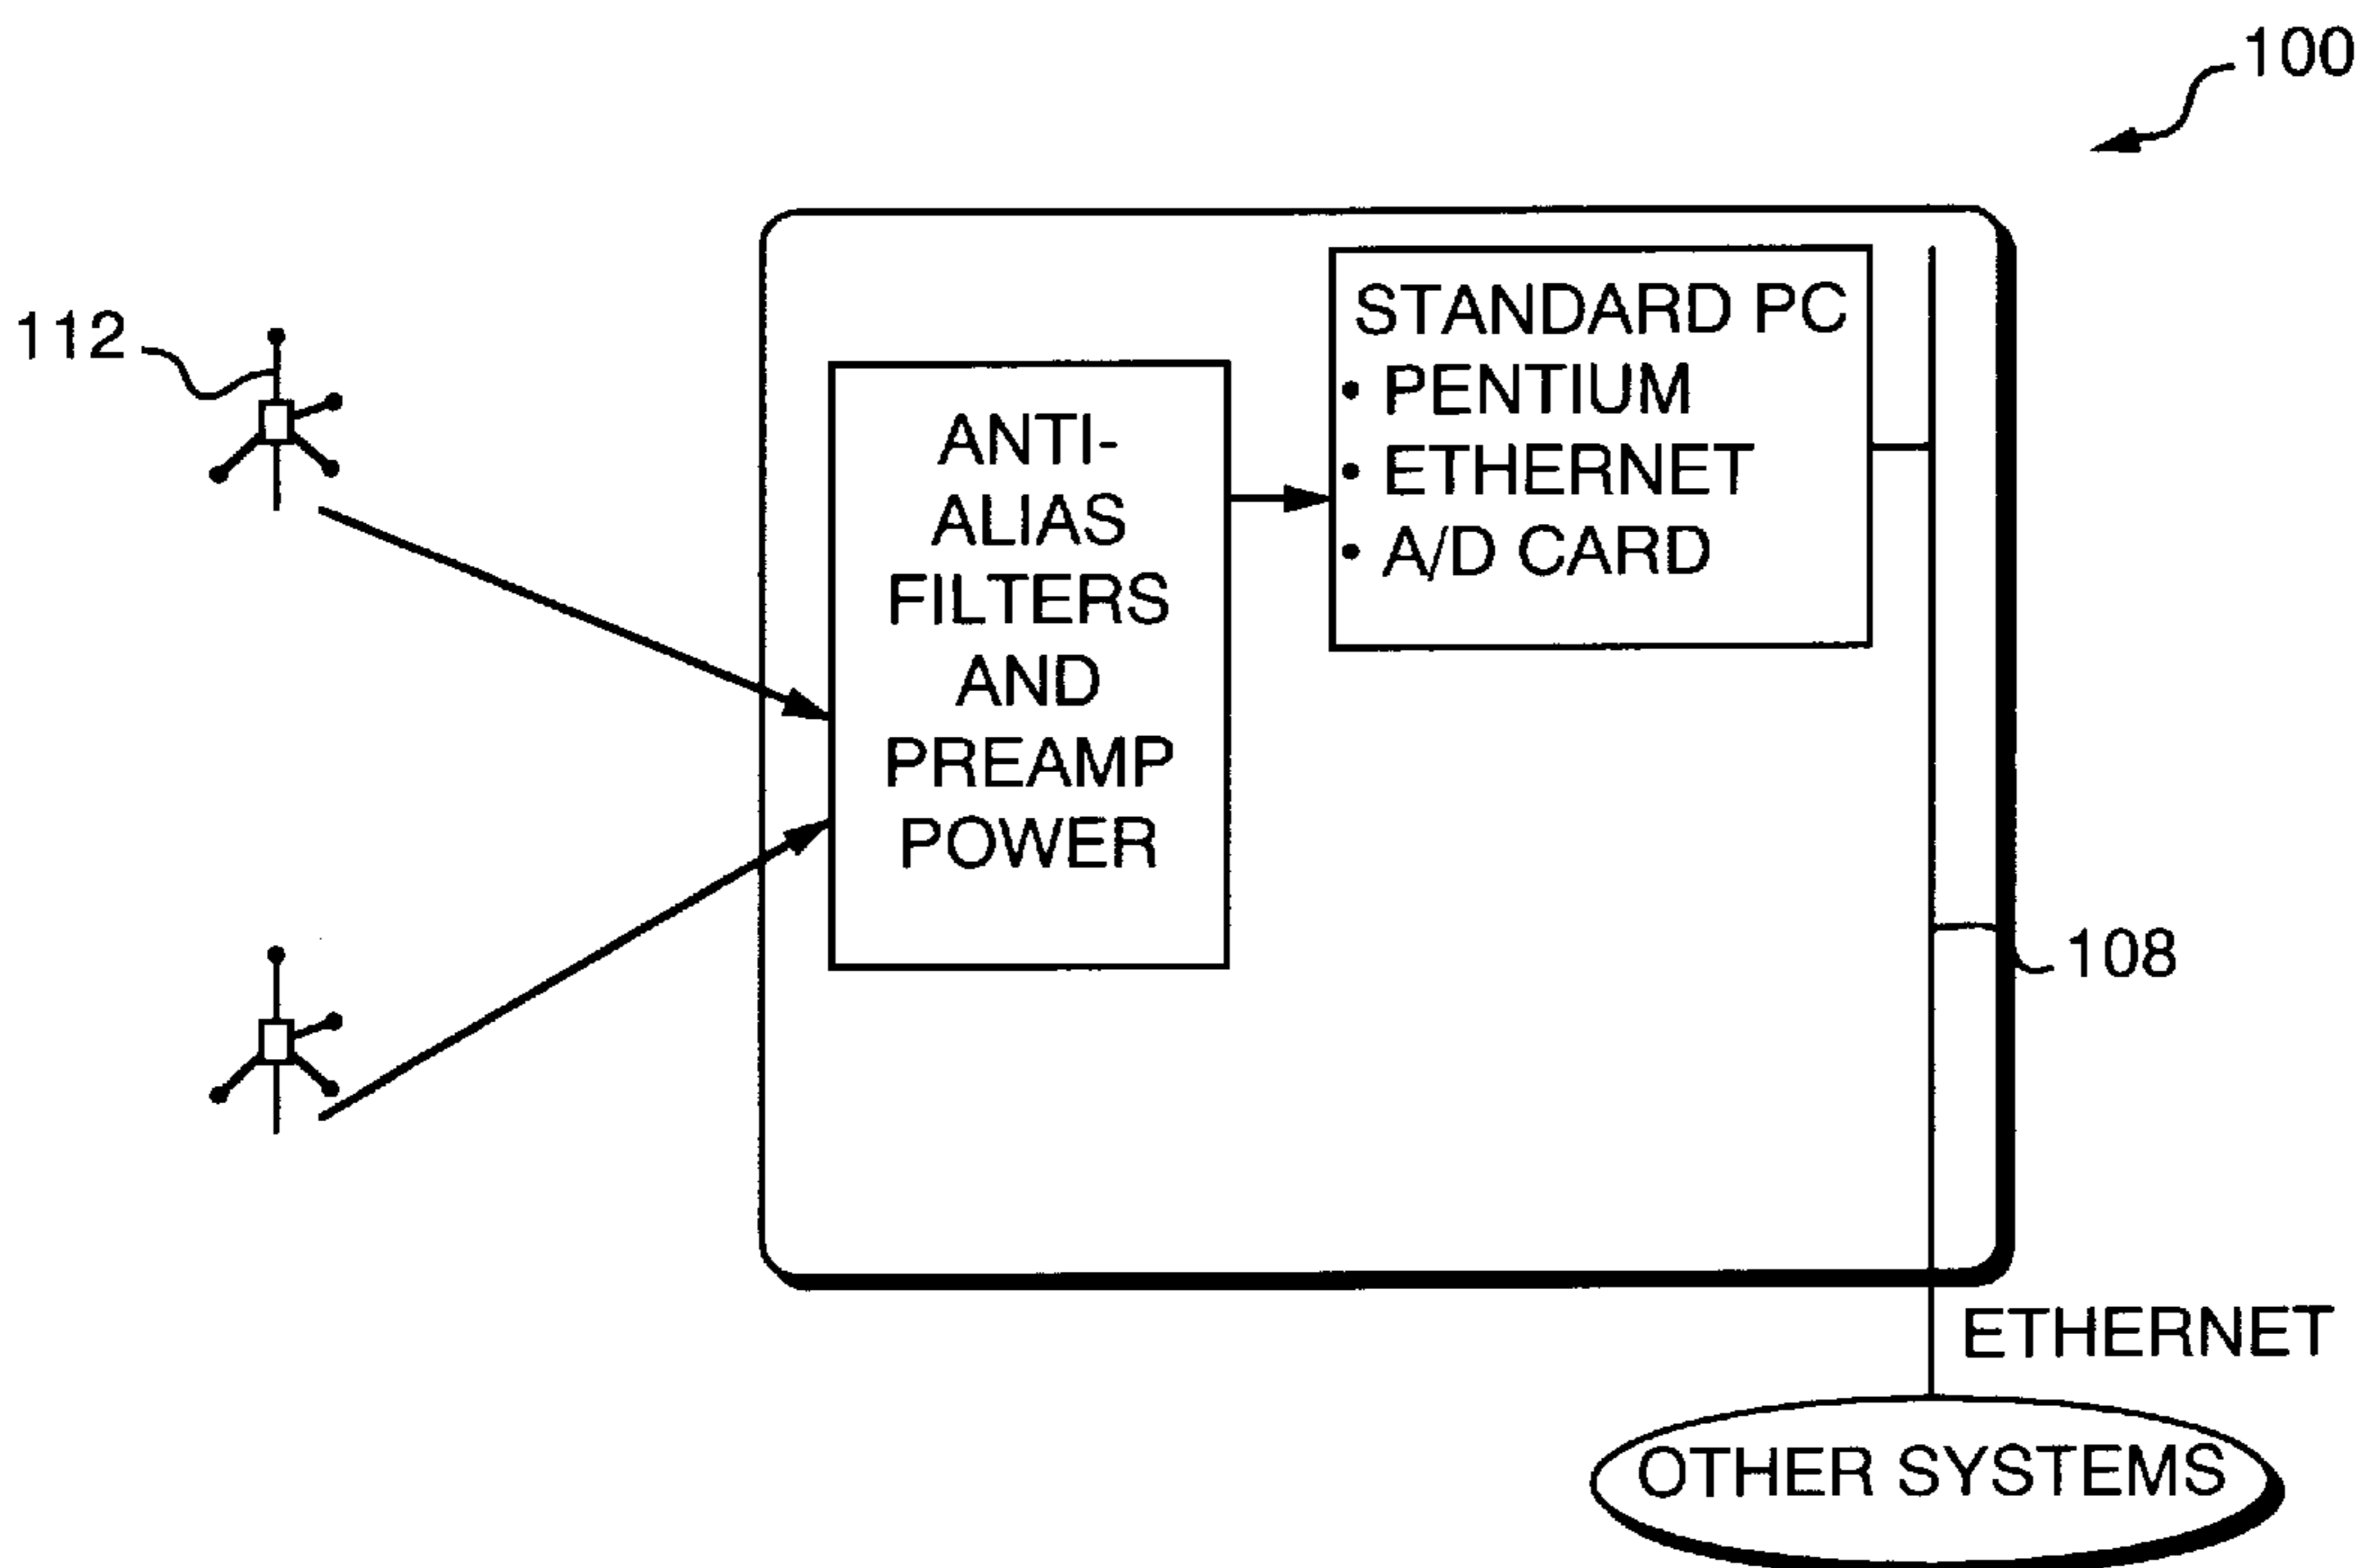 100
112
STANDARD PC
• PENTIUM
• ETHERNET
• A/D CARD
ANTI-
ALIAS
FILTERS
AND
PREAMP
POWER
108
ETHERNET
OTHER SYSTEMS